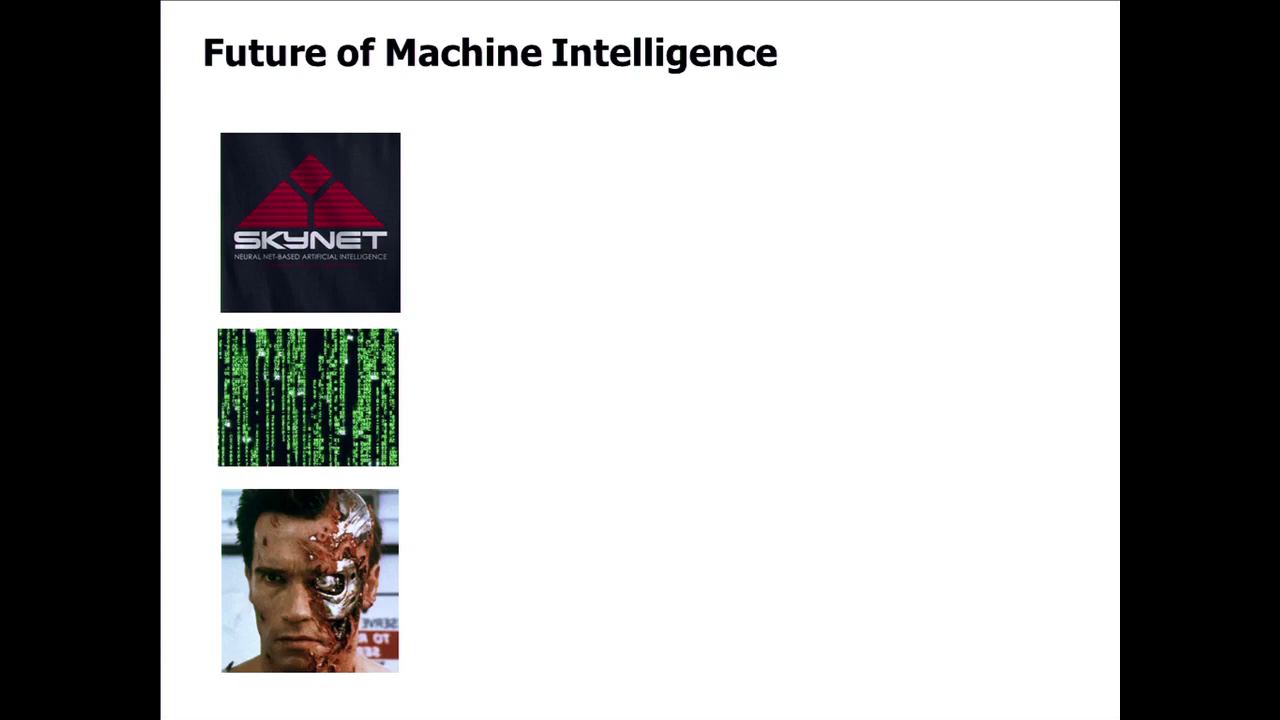 Future of Machine Intelligence
SKYNET
NEURAL NET-BASED ARTIFICIAL INTELLIGENCE